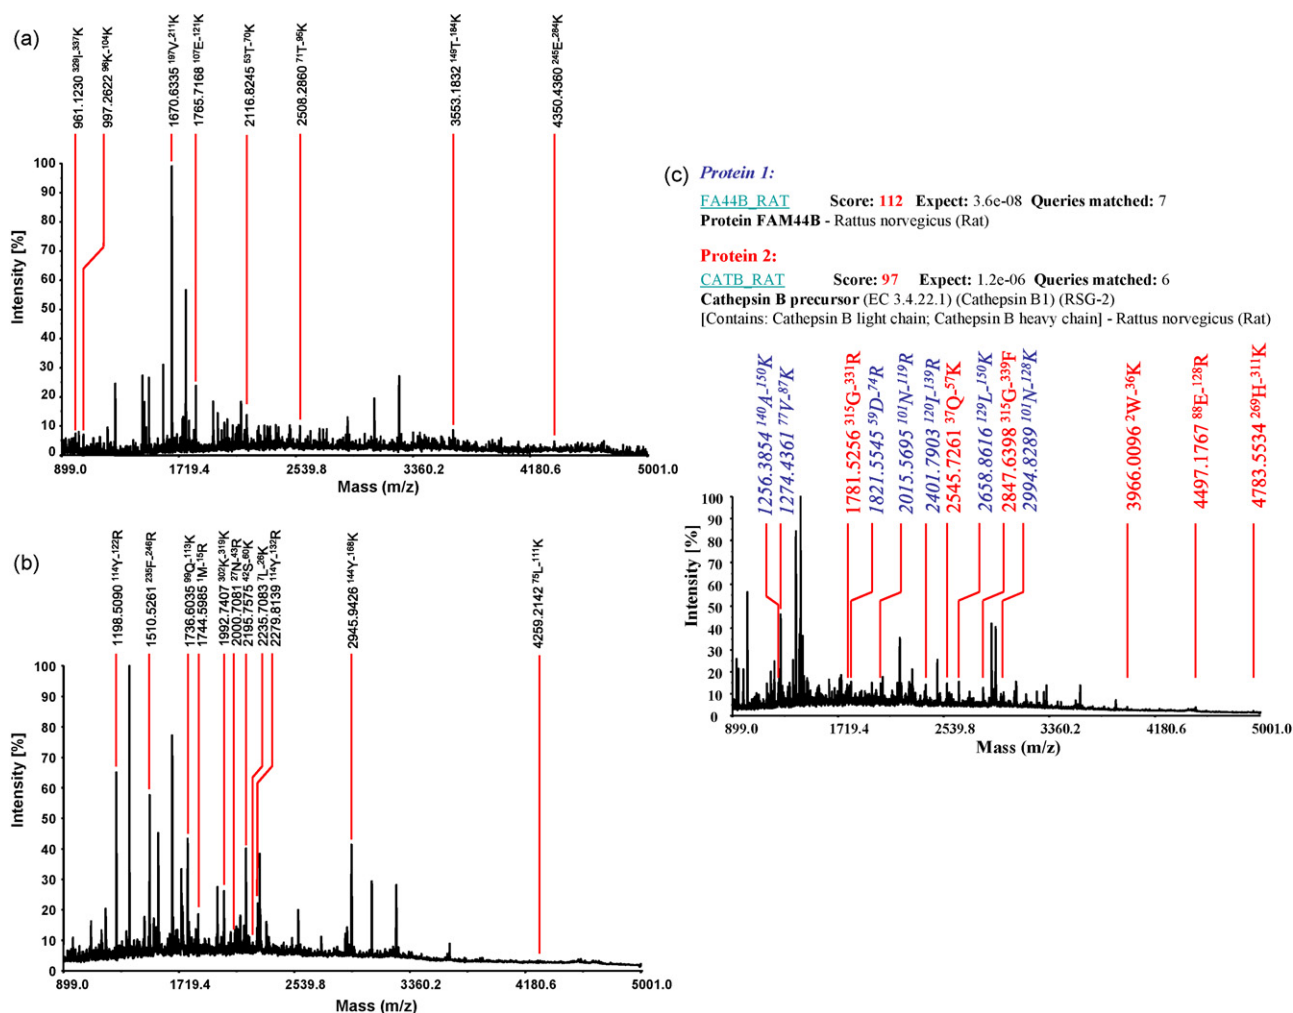 (a)
961.1230 328I-337K
997.2622 96K-104K
1670.6335 197V-211K
1765.7168 107E-121K
2116.8245 53T-70K
2508.2860 71T-95K
3553.1832 149T-184K
4350.4360 245E-284K
Intensity [%]
100
90
80
70
60
50
40
30
20
10
0
899.0 1719.4 2539.8 3360.2 4180.6 5001.0
Mass (m/z)
(b)
1198.5090 114Y-122R
1510.5261 235F-246R
1736.6035 99Q-113K
1744.5985 1M-15R
1992.7407 302K-319K
2000.7081 27N-43R
2195.7575 42S-60K
2235.7083 7L-26K
2279.8139 114Y-132R
2945.9426 144Y-168K
4259.2142 75L-111K
Intensity [%]
100
90
80
70
60
50
40
30
20
10
0
899.0 1719.4 2539.8 3360.2 4180.6 5001.0
Mass (m/z)
(c)
Protein 1:
FA44B_RAT Score: 112 Expect: 3.6e-08 Queries matched: 7
Protein FAM44B - Rattus norvegicus (Rat)
Protein 2:
CATB_RAT Score: 97 Expect: 1.2e-06 Queries matched: 6
Cathepsin B precursor (EC 3.4.22.1) (Cathepsin B1) (RSG-2)
[Contains: Cathepsin B light chain; Cathepsin B heavy chain] - Rattus norvegicus (Rat)
1256.3854 140A-150K
1274.4361 77V-87K
1781.5256 315G-331R
1821.5545 59D-74R
2015.5695 101N-119R
2401.7903 120I-139R
2545.7261 37Q-57K
2658.8616 129L-150K
2847.6398 315G-339F
2994.8289 101N-128K
3966.0096 2W-36K
4497.1767 88E-128R
4783.5534 269H-311K
Intensity [%]
100
90
80
70
60
50
40
30
20
10
0
899.0 1719.4 2539.8 3360.2 4180.6 5001.0
Mass (m/z)